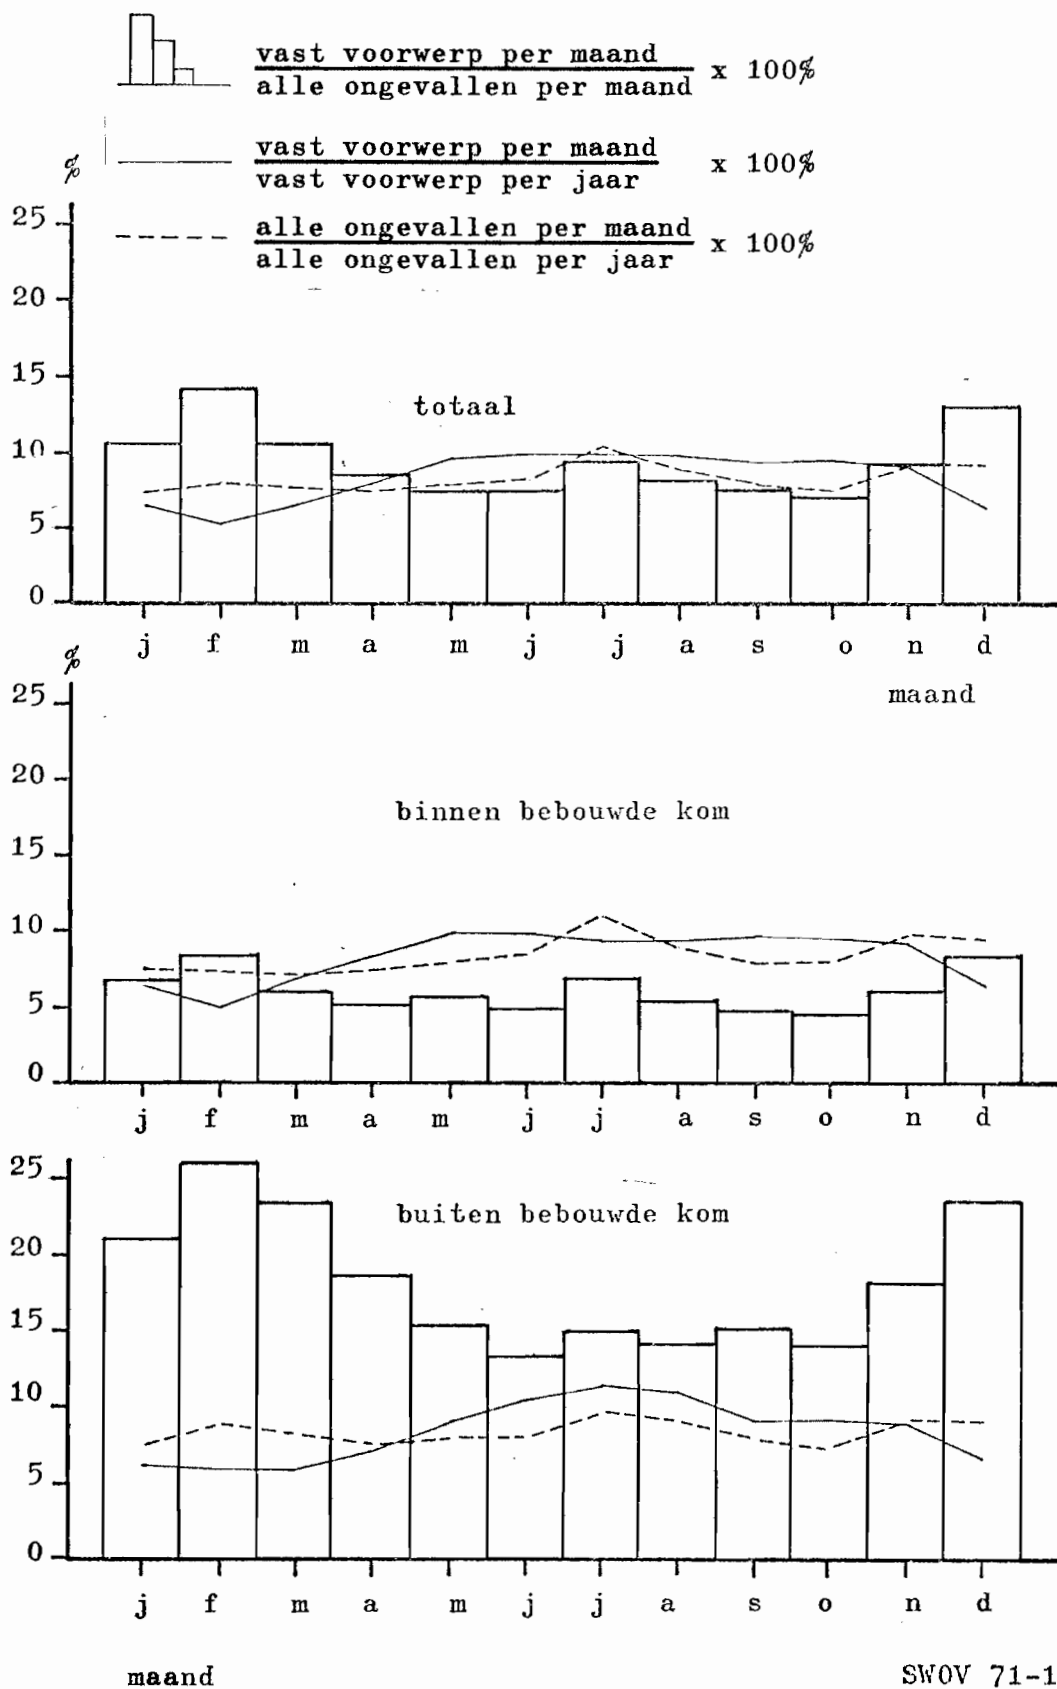 vast voorwerp per maand
alle ongevallen per maand x 100%
vast voorwerp per maand
vast voorwerp per jaar x 100%
alle ongevallen per maand
alle ongevallen per jaar x 100%
%
25
20
15
10
5
0
totaal
j f m a m j j a s o n d
maand
%
25
20
15
10
5
0
binnen bebouwde kom
j f m a m j j a s o n d
25
20
15
10
5
0
buiten bebouwde kom
j f m a m j j a s o n d
maand
SWOV 71-1